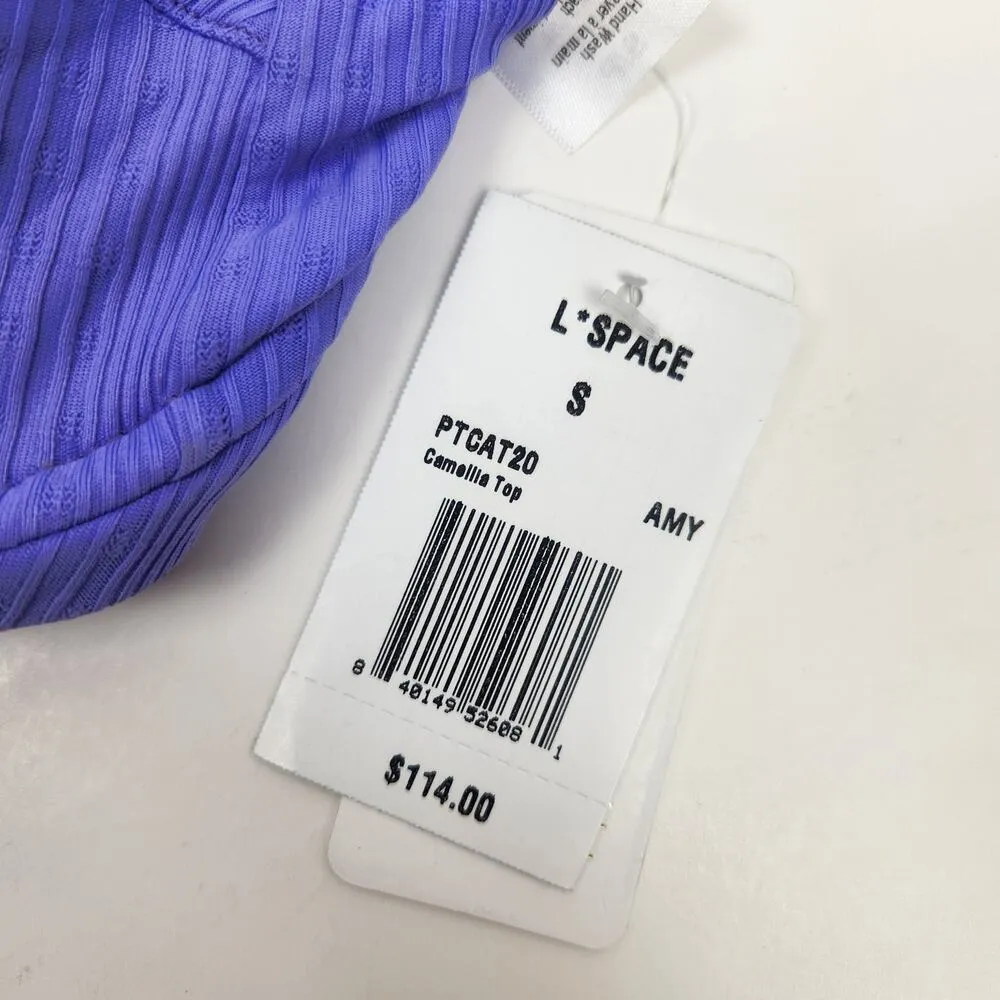 Hand Wash
L*SPACE
S
PTCAT20
Camellia Top
AMY
8 40149 52608 1
$114.00